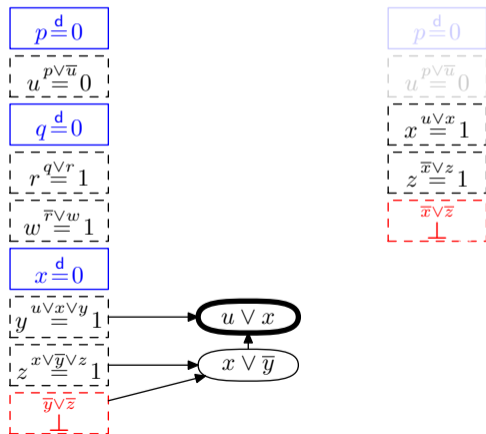 p d= 0
u p∨u̅= 0
q d= 0
r q∨r= 1
w r̅∨w= 1
x d= 0
y u∨x∨y= 1
z x∨y̅∨z= 1
y̅∨z̅
⊥
u ∨ x
x ∨ y̅
p d= 0
u p∨u̅= 0
x u∨x= 1
z x̅∨z= 1
x̅∨z̅
⊥